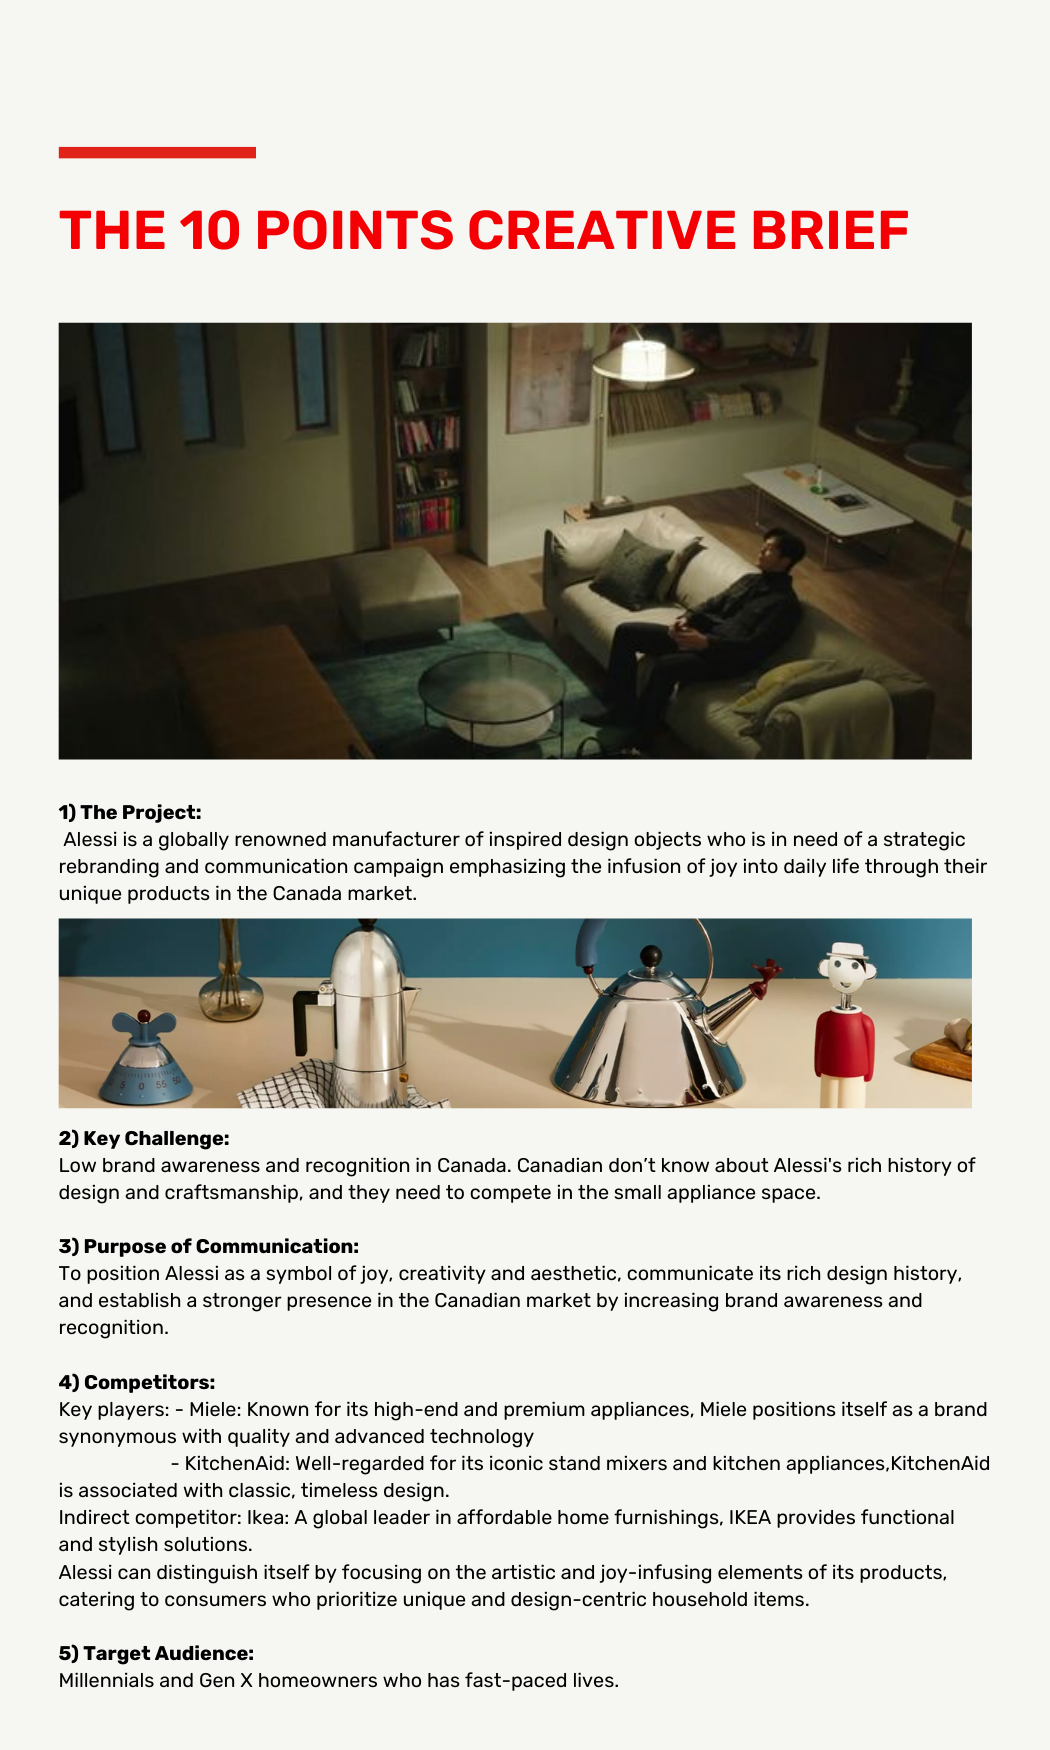 THE 10 POINTS CREATIVE BRIEF
1) The Project:
Alessi is a globally renowned manufacturer of inspired design objects who is in need of a strategic
rebranding and communication campaign emphasizing the infusion of joy into daily life through their
unique products in the Canada market.
5 0 55 50
2) Key Challenge:
Low brand awareness and recognition in Canada. Canadian don’t know about Alessi's rich history of
design and craftsmanship, and they need to compete in the small appliance space.
3) Purpose of Communication:
To position Alessi as a symbol of joy, creativity and aesthetic, communicate its rich design history,
and establish a stronger presence in the Canadian market by increasing brand awareness and
recognition.
4) Competitors:
Key players: - Miele: Known for its high-end and premium appliances, Miele positions itself as a brand
synonymous with quality and advanced technology
- KitchenAid: Well-regarded for its iconic stand mixers and kitchen appliances,KitchenAid
is associated with classic, timeless design.
Indirect competitor: Ikea: A global leader in affordable home furnishings, IKEA provides functional
and stylish solutions.
Alessi can distinguish itself by focusing on the artistic and joy-infusing elements of its products,
catering to consumers who prioritize unique and design-centric household items.
5) Target Audience:
Millennials and Gen X homeowners who has fast-paced lives.